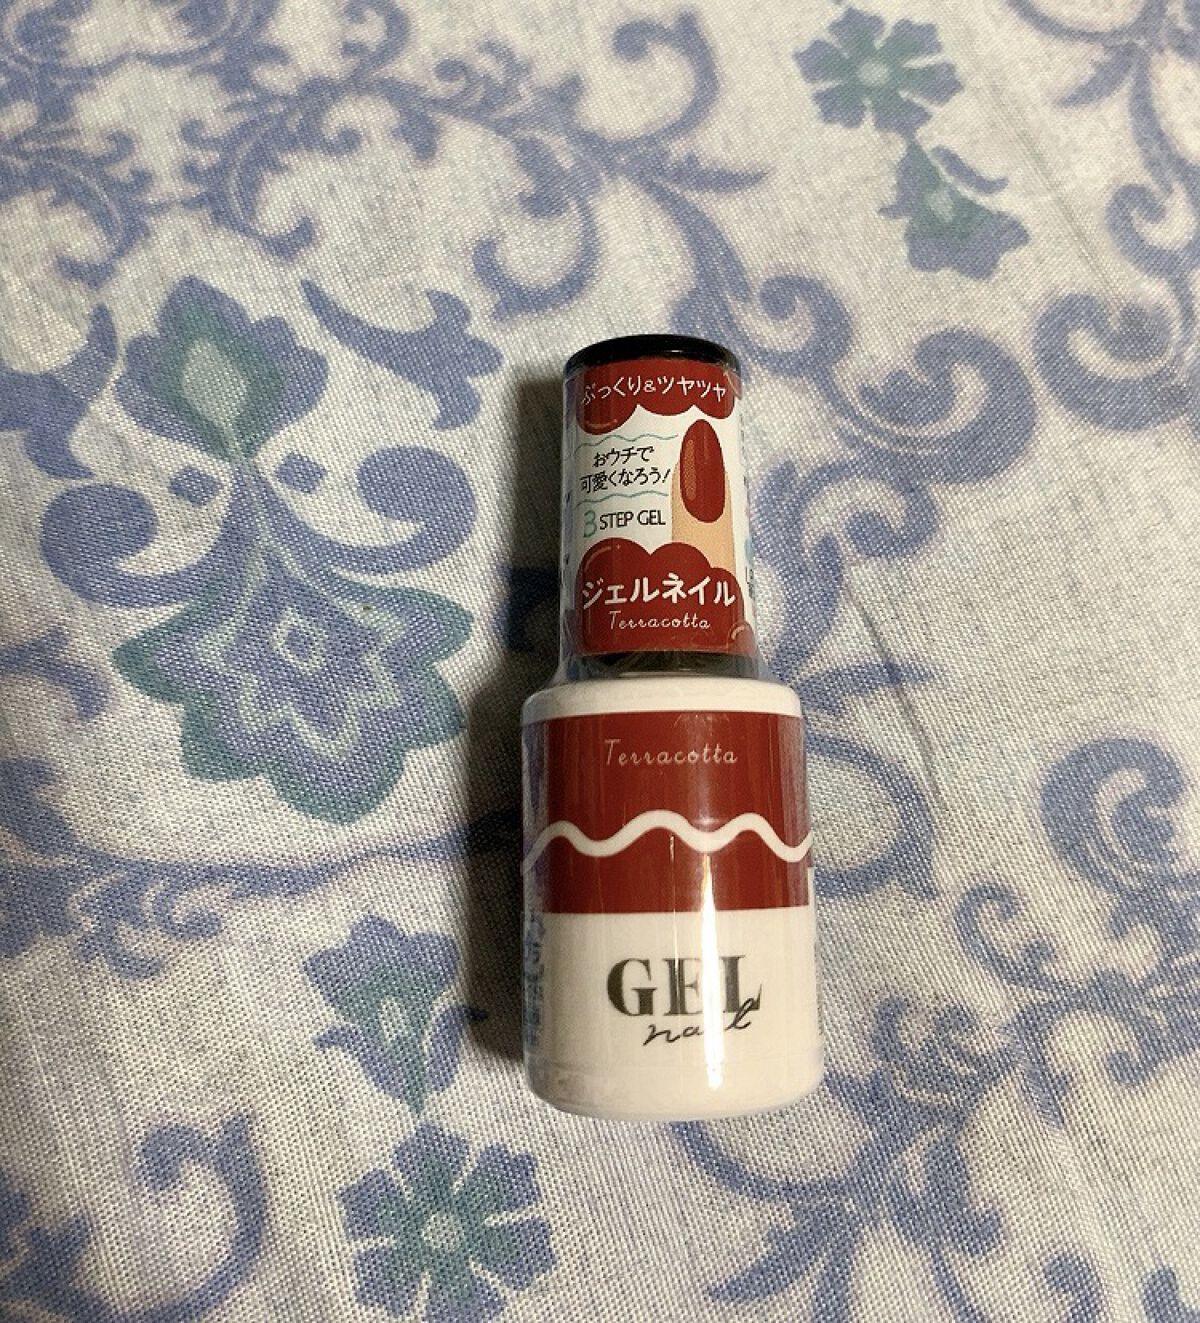 ぷっくり&ツヤツヤ
おウチで
可愛くなろう!
3 STEP GEL
ジェルネイル
Terracotta
Terracotta
GEL
nail